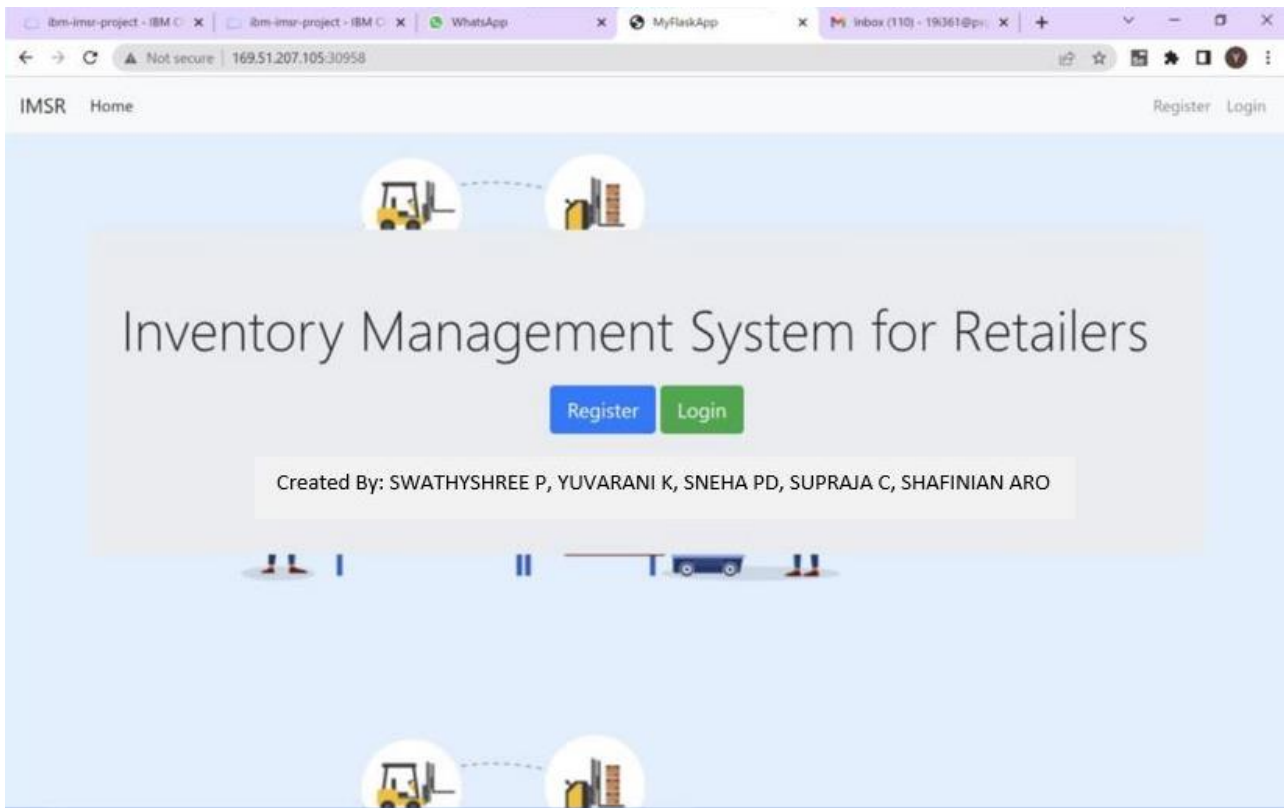 ibm-imsr-project - IBM C ibm-imsr-project - IBM C WhatsApp MyFlaskApp Inbox (110) - 19i361@
Not secure 169.51.207.105:30958
IMSR Home Register Login
Inventory Management System for Retailers
Register Login
Created By: SWATHYSHREE P, YUVARANI K, SNEHA PD, SUPRAJA C, SHAFINIAN ARO